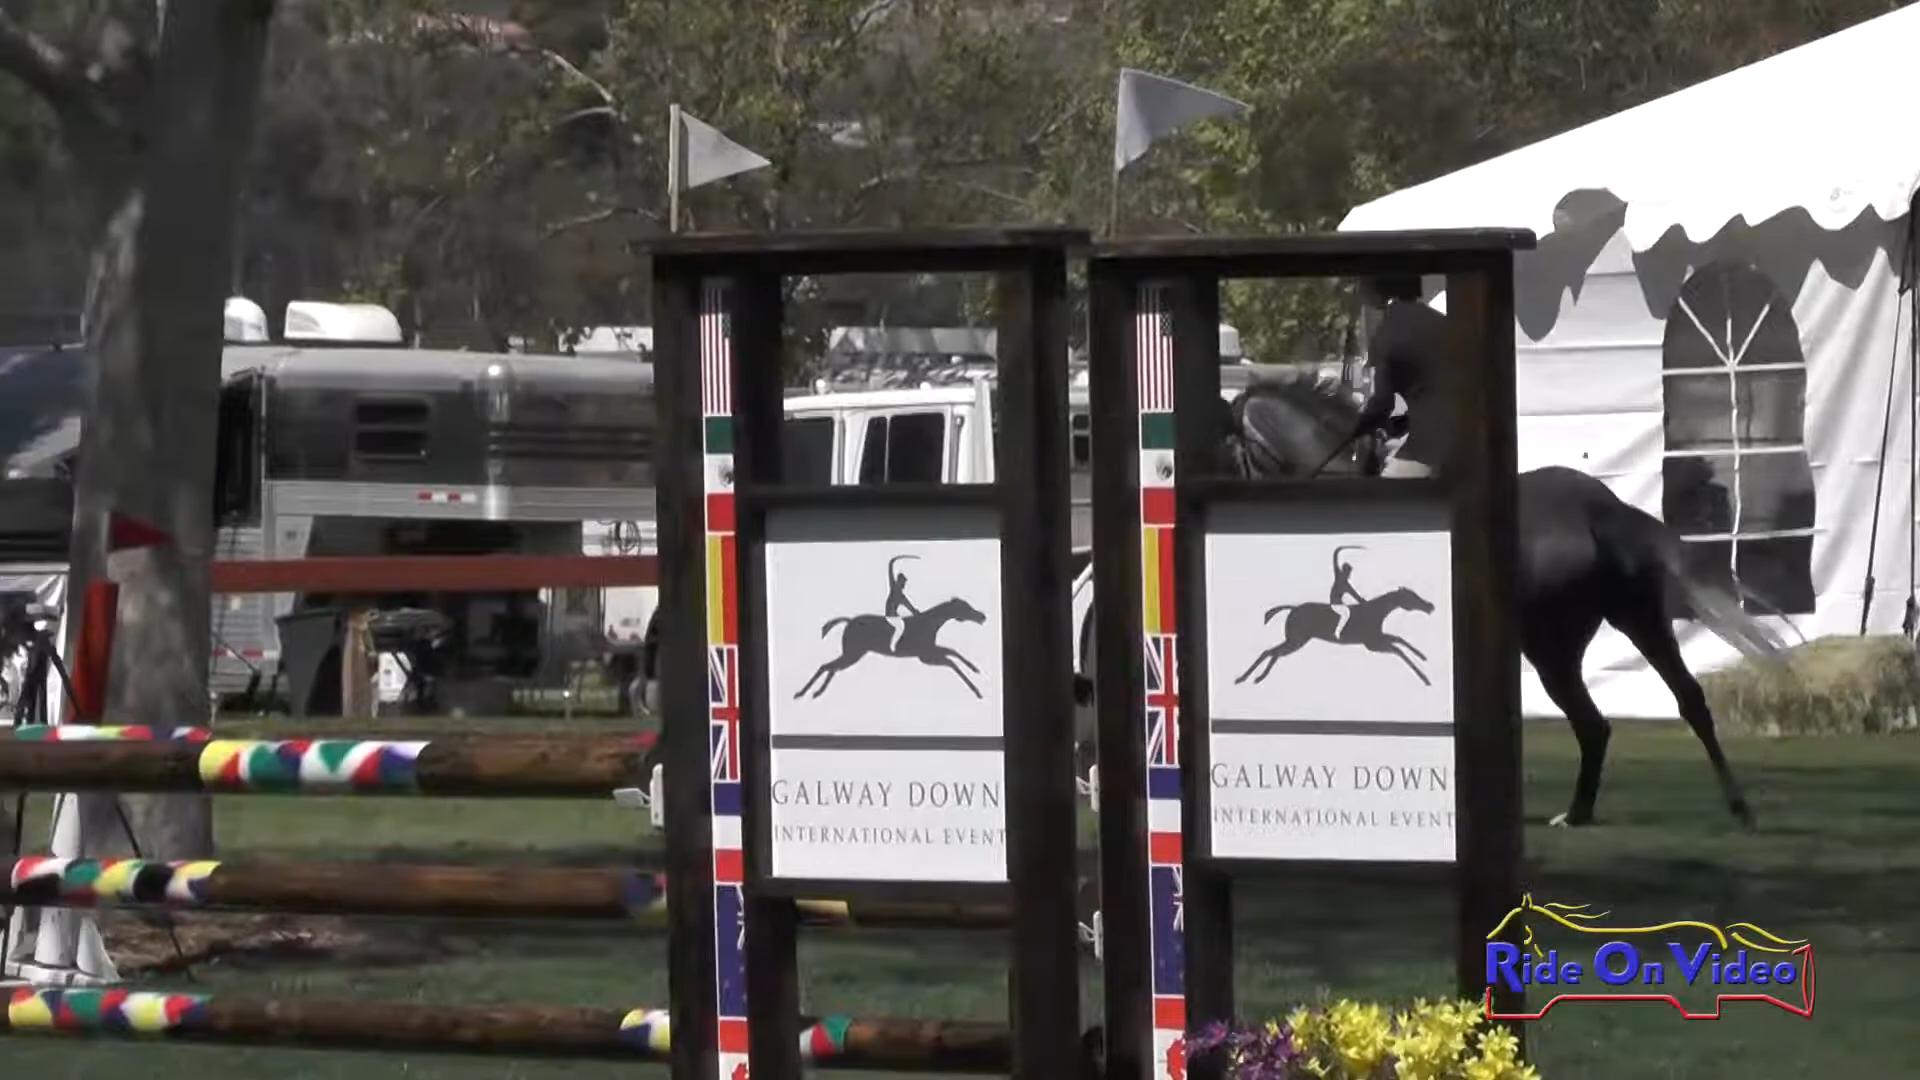 GALWAY DOWN
INTERNATIONAL EVENT
GALWAY DOWN
INTERNATIONAL EVENT
Ride On Video